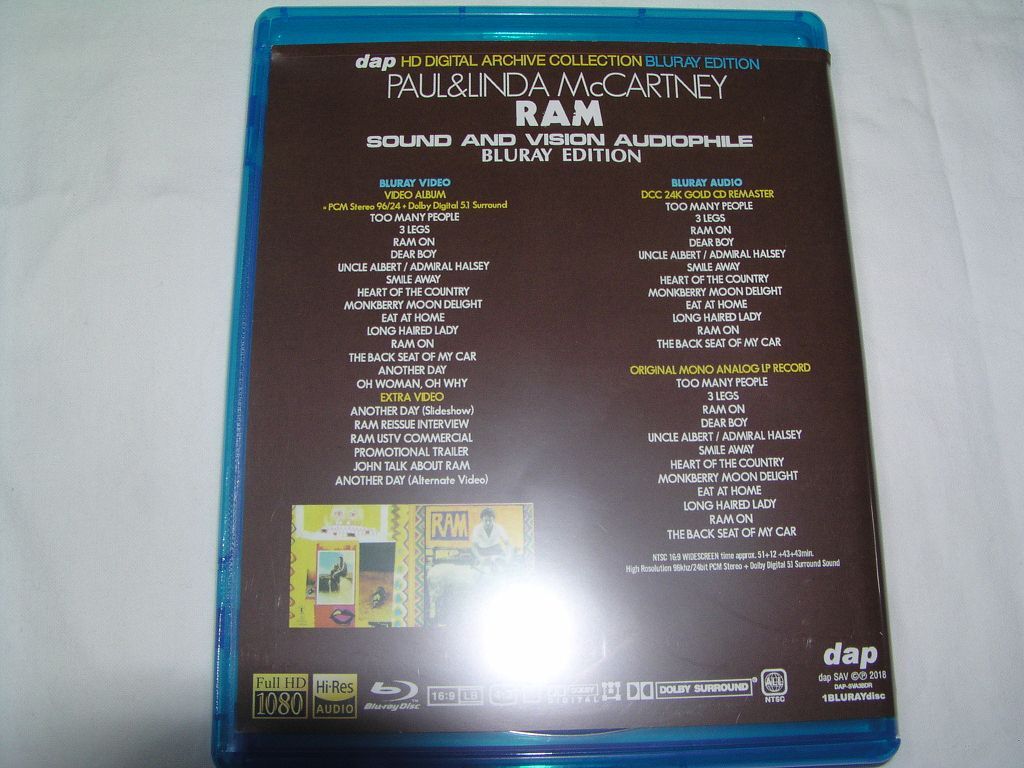 dap HD DIGITAL ARCHIVE COLLECTION BLURAY EDITION
PAUL&LINDA McCARTNEY
RAM
SOUND AND VISION AUDIOPHILE
BLURAY EDITION
BLURAY VIDEO
VIDEO ALBUM
PCM Stereo 96/24 + Dolby Digital 5.1 Surround
TOO MANY PEOPLE
3 LEGS
RAM ON
DEAR BOY
UNCLE ALBERT / ADMIRAL HALSEY
SMILE AWAY
HEART OF THE COUNTRY
MONKBERRY MOON DELIGHT
EAT AT HOME
LONG HAIRED LADY
RAM ON
THE BACK SEAT OF MY CAR
ANOTHER DAY
OH WOMAN, OH WHY
EXTRA VIDEO
ANOTHER DAY (Slideshow)
RAM REISSUE INTERVIEW
RAM USTV COMMERCIAL
PROMOTIONAL TRAILER
JOHN TALK ABOUT RAM
ANOTHER DAY (Alternate Video)
BLURAY AUDIO
DCC 24K GOLD CD REMASTER
TOO MANY PEOPLE
3 LEGS
RAM ON
DEAR BOY
UNCLE ALBERT / ADMIRAL HALSEY
SMILE AWAY
HEART OF THE COUNTRY
MONKBERRY MOON DELIGHT
EAT AT HOME
LONG HAIRED LADY
RAM ON
THE BACK SEAT OF MY CAR
ORIGINAL MONO ANALOG LP RECORD
TOO MANY PEOPLE
3 LEGS
RAM ON
DEAR BOY
UNCLE ALBERT / ADMIRAL HALSEY
SMILE AWAY
HEART OF THE COUNTRY
MONKBERRY MOON DELIGHT
EAT AT HOME
LONG HAIRED LADY
RAM ON
THE BACK SEAT OF MY CAR
NTSC 16:9 WIDESCREEN time approx. 51+12+43+43min.
High Rosolution 96khz/24bit PCM Stereo + Dolby Digital 5.1 Surround Sound
RAM
dap
dap SAV ©℗ 2018
DAP-SVA38DR
1BLURAYdisc
Full HD
1080
Hi-Res
AUDIO
Blu-ray Disc
16:9 LB
DOLBY
DIGITAL
DOLBY SURROUND
ALL
NTSC